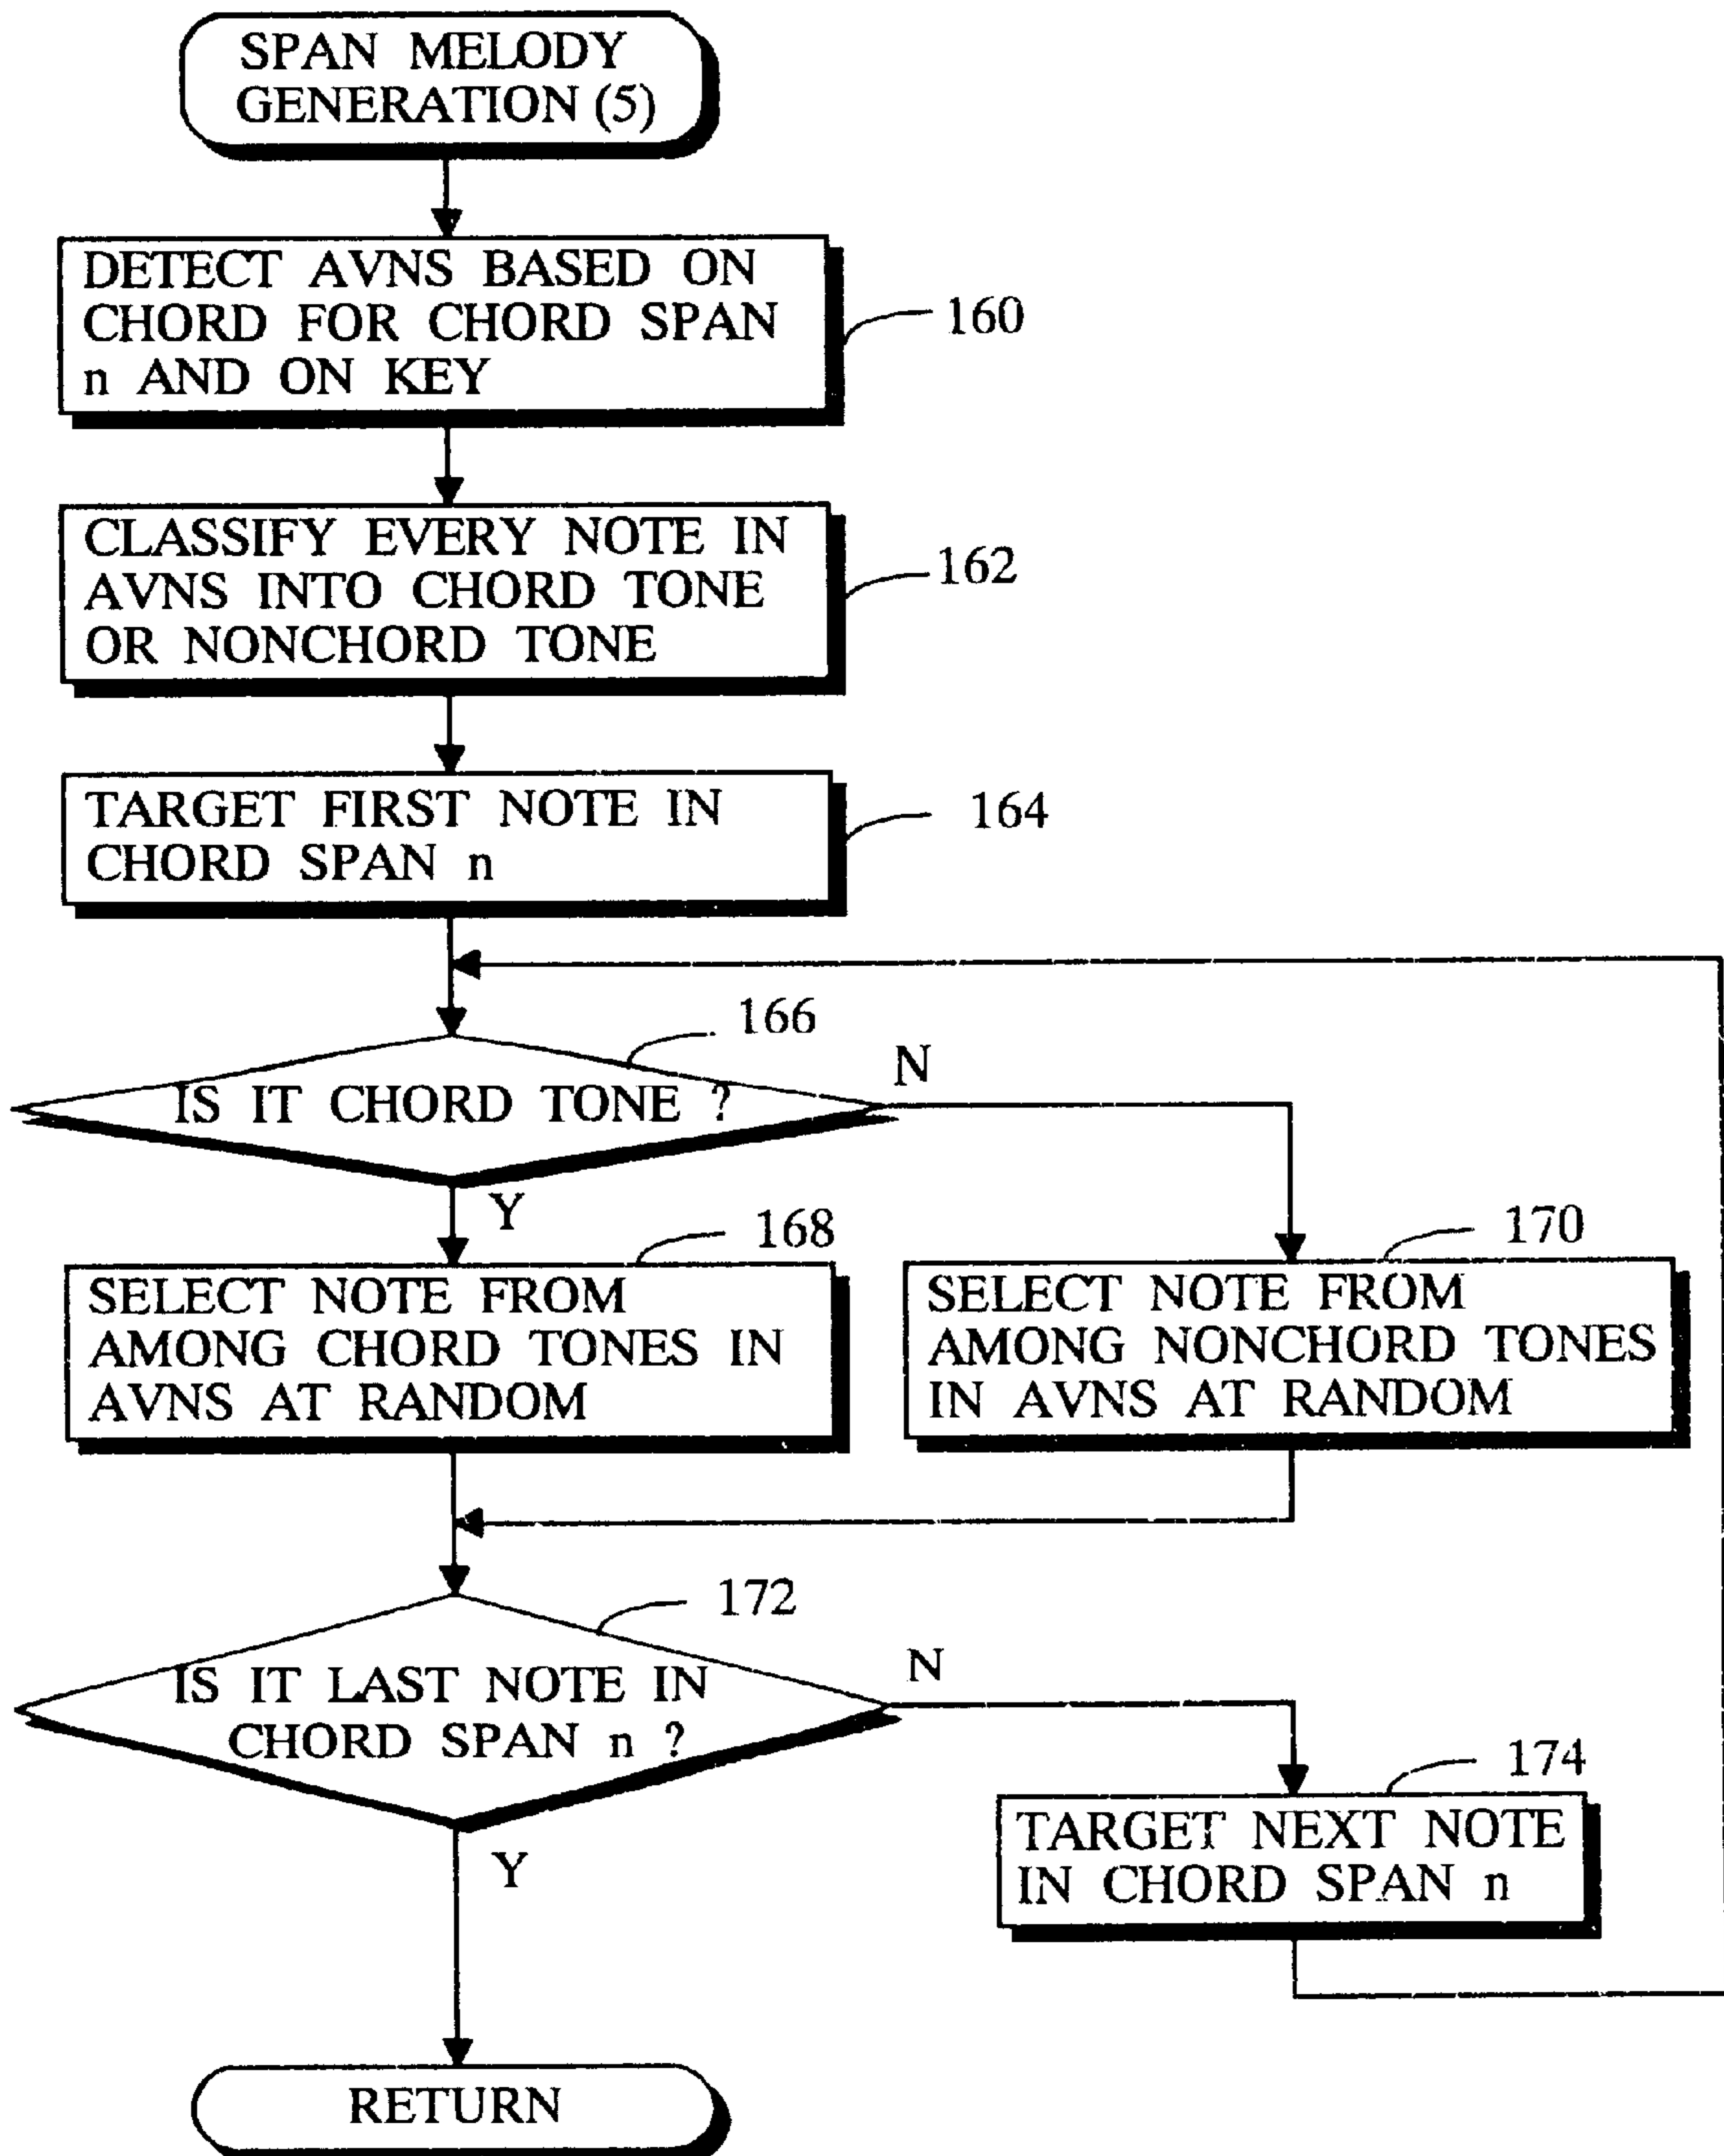 SPAN MELODY
GENERATION (5)
DETECT AVNS BASED ON
CHORD FOR CHORD SPAN
n AND ON KEY
160
CLASSIFY EVERY NOTE IN
AVNS INTO CHORD TONE
OR NONCHORD TONE
162
TARGET FIRST NOTE IN
CHORD SPAN n
164
166
IS IT CHORD TONE ?
N
Y
168
SELECT NOTE FROM
AMONG CHORD TONES IN
AVNS AT RANDOM
170
SELECT NOTE FROM
AMONG NONCHORD TONES
IN AVNS AT RANDOM
172
IS IT LAST NOTE IN
CHORD SPAN n ?
N
Y
174
TARGET NEXT NOTE
IN CHORD SPAN n
RETURN